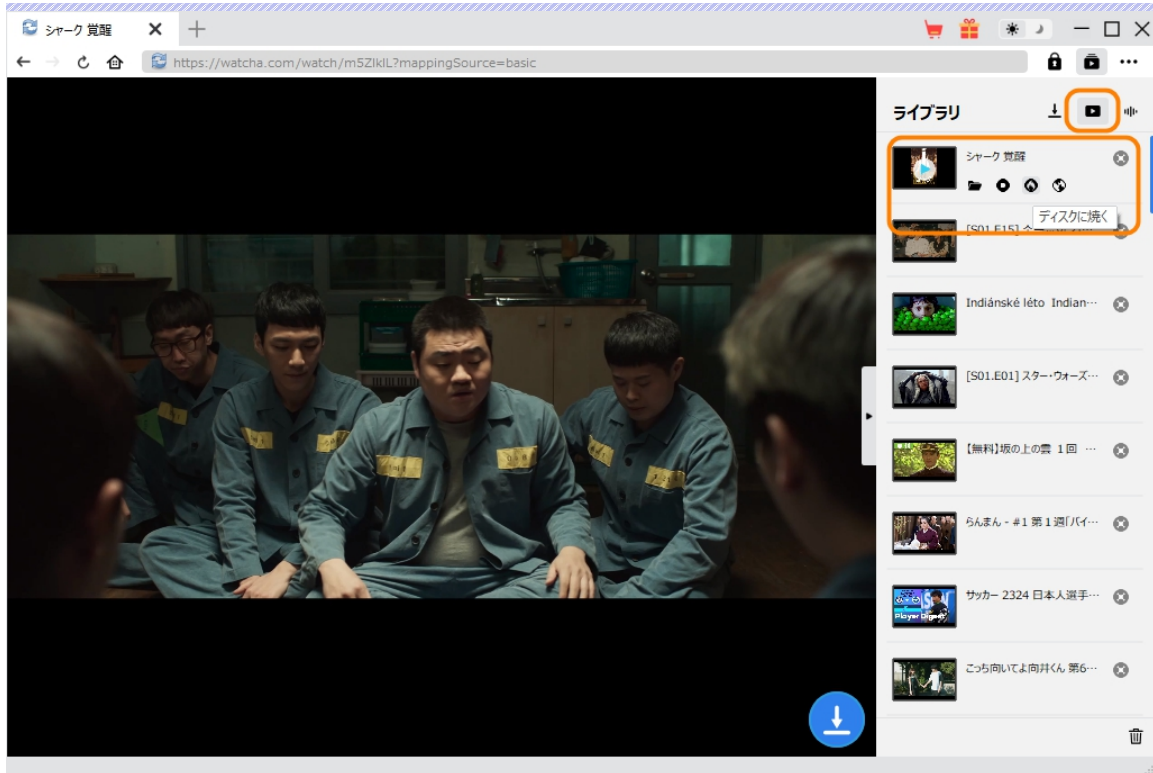 シャーク 覚醒
https://watcha.com/watch/m5ZIklL?mappingSource=basic
ライブラリ
シャーク 覚醒
ディスクに焼く
[S01.E15]
Indiánské léto Indian…
[S01.E01] スター・ウォーズ…
【無料】坂の上の雲 1回 …
らんまん - #1 第1週「バイ…
サッカー 2324 日本人選手…
Player Digest
こっち向いてよ向井くん 第6…